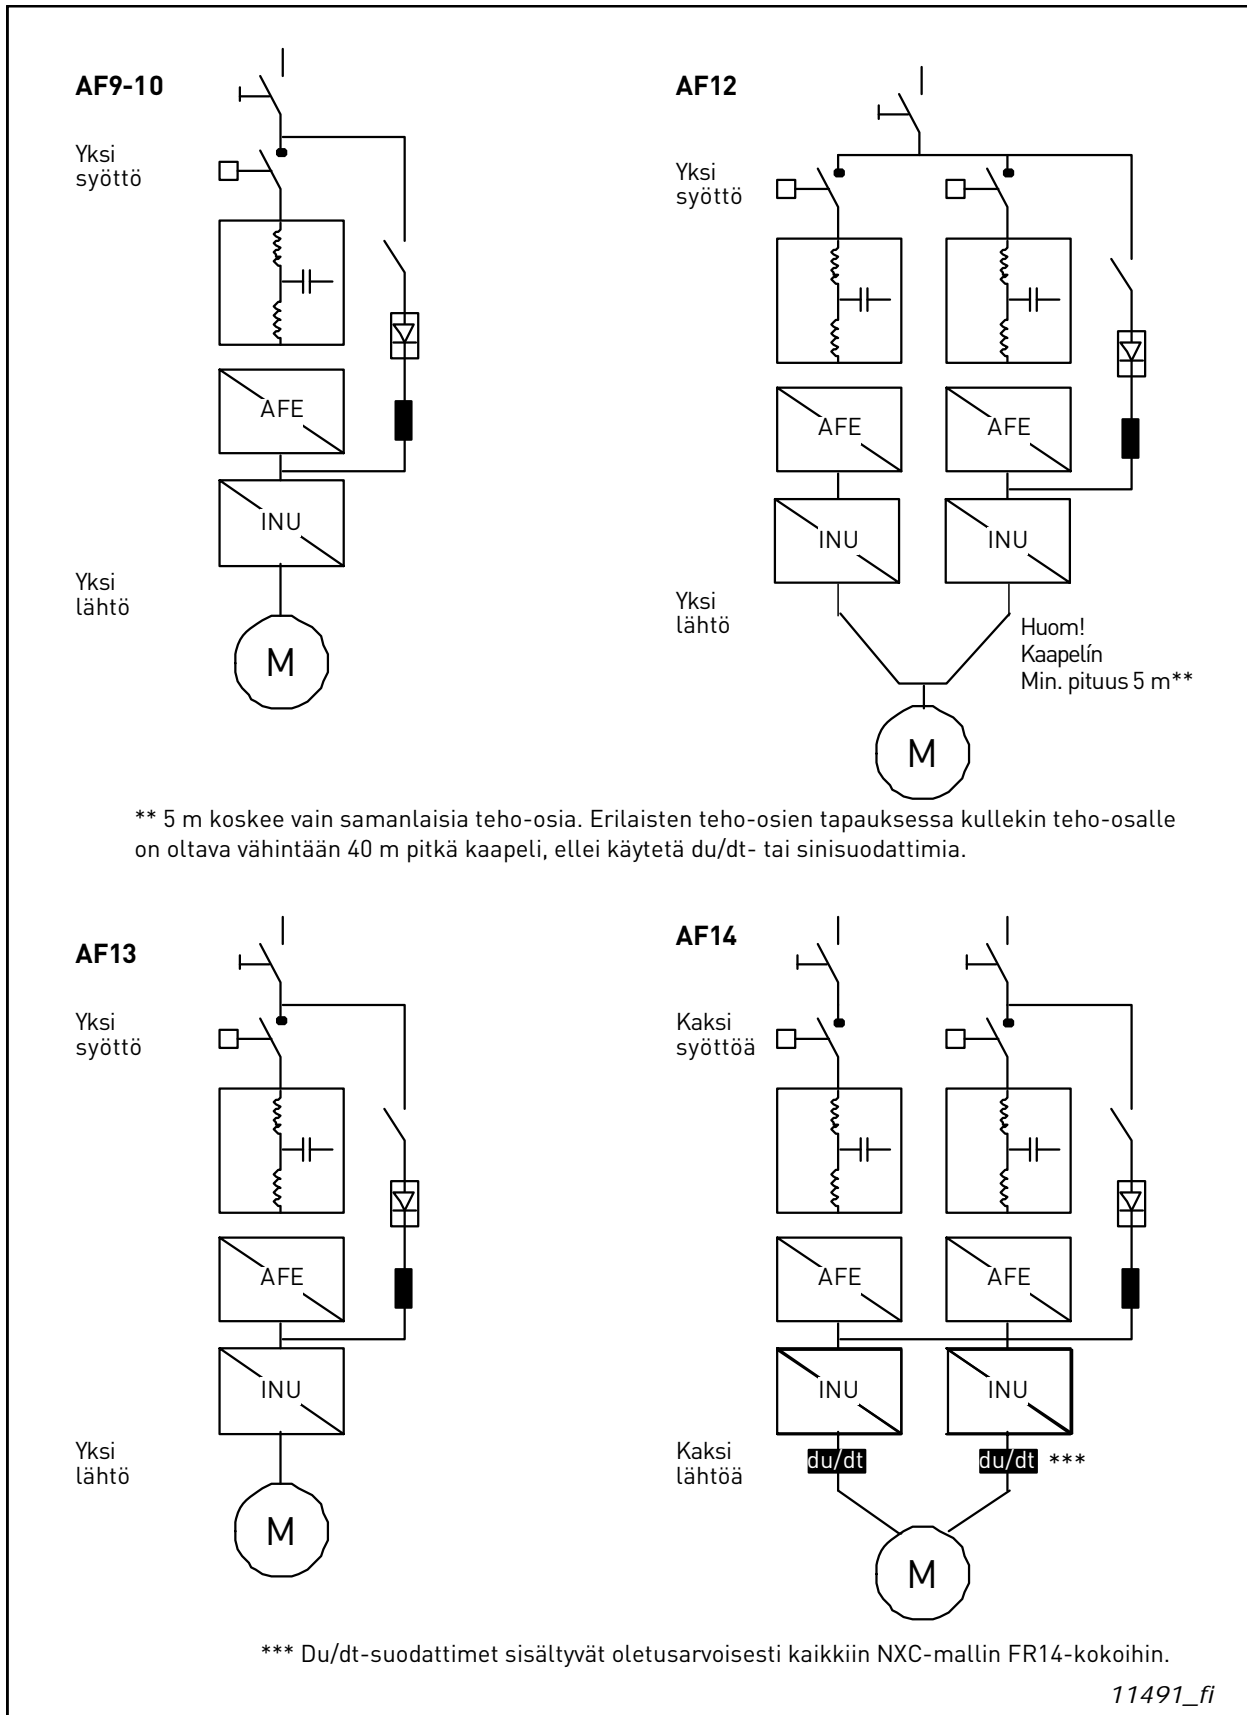 AF9-10
Yksi
syöttö
AFE
INU
Yksi
lähtö
M
AF12
Yksi
syöttö
AFE
AFE
INU
INU
Yksi
lähtö
Huom!
Kaapelín
Min. pituus 5 m**
M
** 5 m koskee vain samanlaisia teho-osia. Erilaisten teho-osien tapauksessa kullekin teho-osalle
on oltava vähintään 40 m pitkä kaapeli, ellei käytetä du/dt- tai sinisuodattimia.
AF13
Yksi
syöttö
AFE
INU
Yksi
lähtö
M
AF14
Kaksi
syöttöä
AFE
AFE
INU
INU
Kaksi
lähtöä
du/dt
du/dt ***
M
*** Du/dt-suodattimet sisältyvät oletusarvoisesti kaikkiin NXC-mallin FR14-kokoihin.
11491_fi